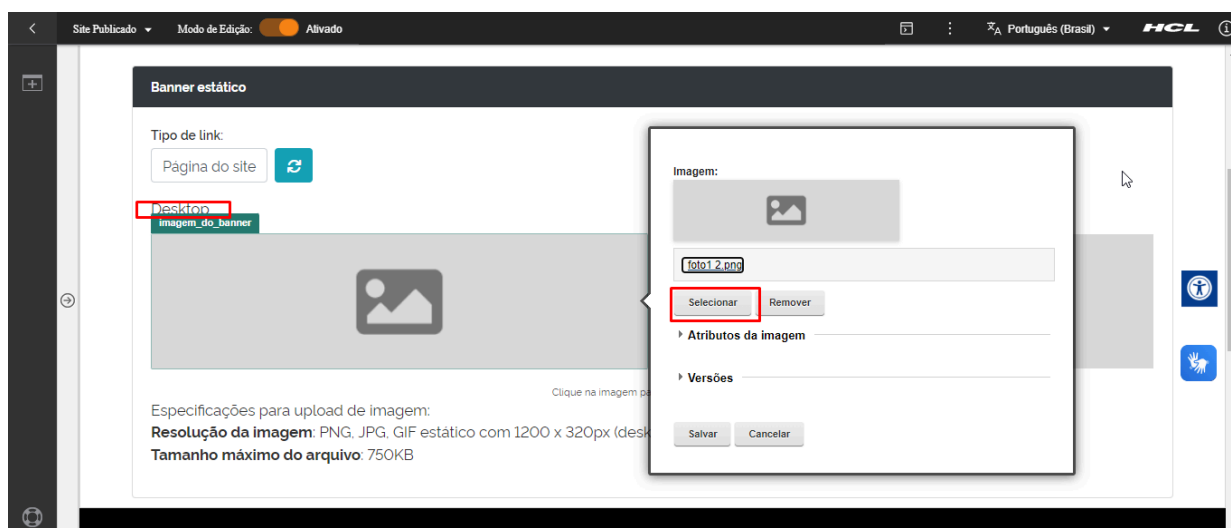 Site Publicado
Modo de Edição:
Ativado
Português (Brasil)
HCL
Banner estático
Tipo de link:
Página do site
Desktop
imagem_do_banner
Imagem:
foto1 2.png
Selecionar
Remover
Atributos da imagem
Versões
Salvar
Cancelar
Clique na imagem pa
Especificações para upload de imagem:
Resolução da imagem: PNG, JPG, GIF estático com 1200 x 320px (desk
Tamanho máximo do arquivo: 750KB